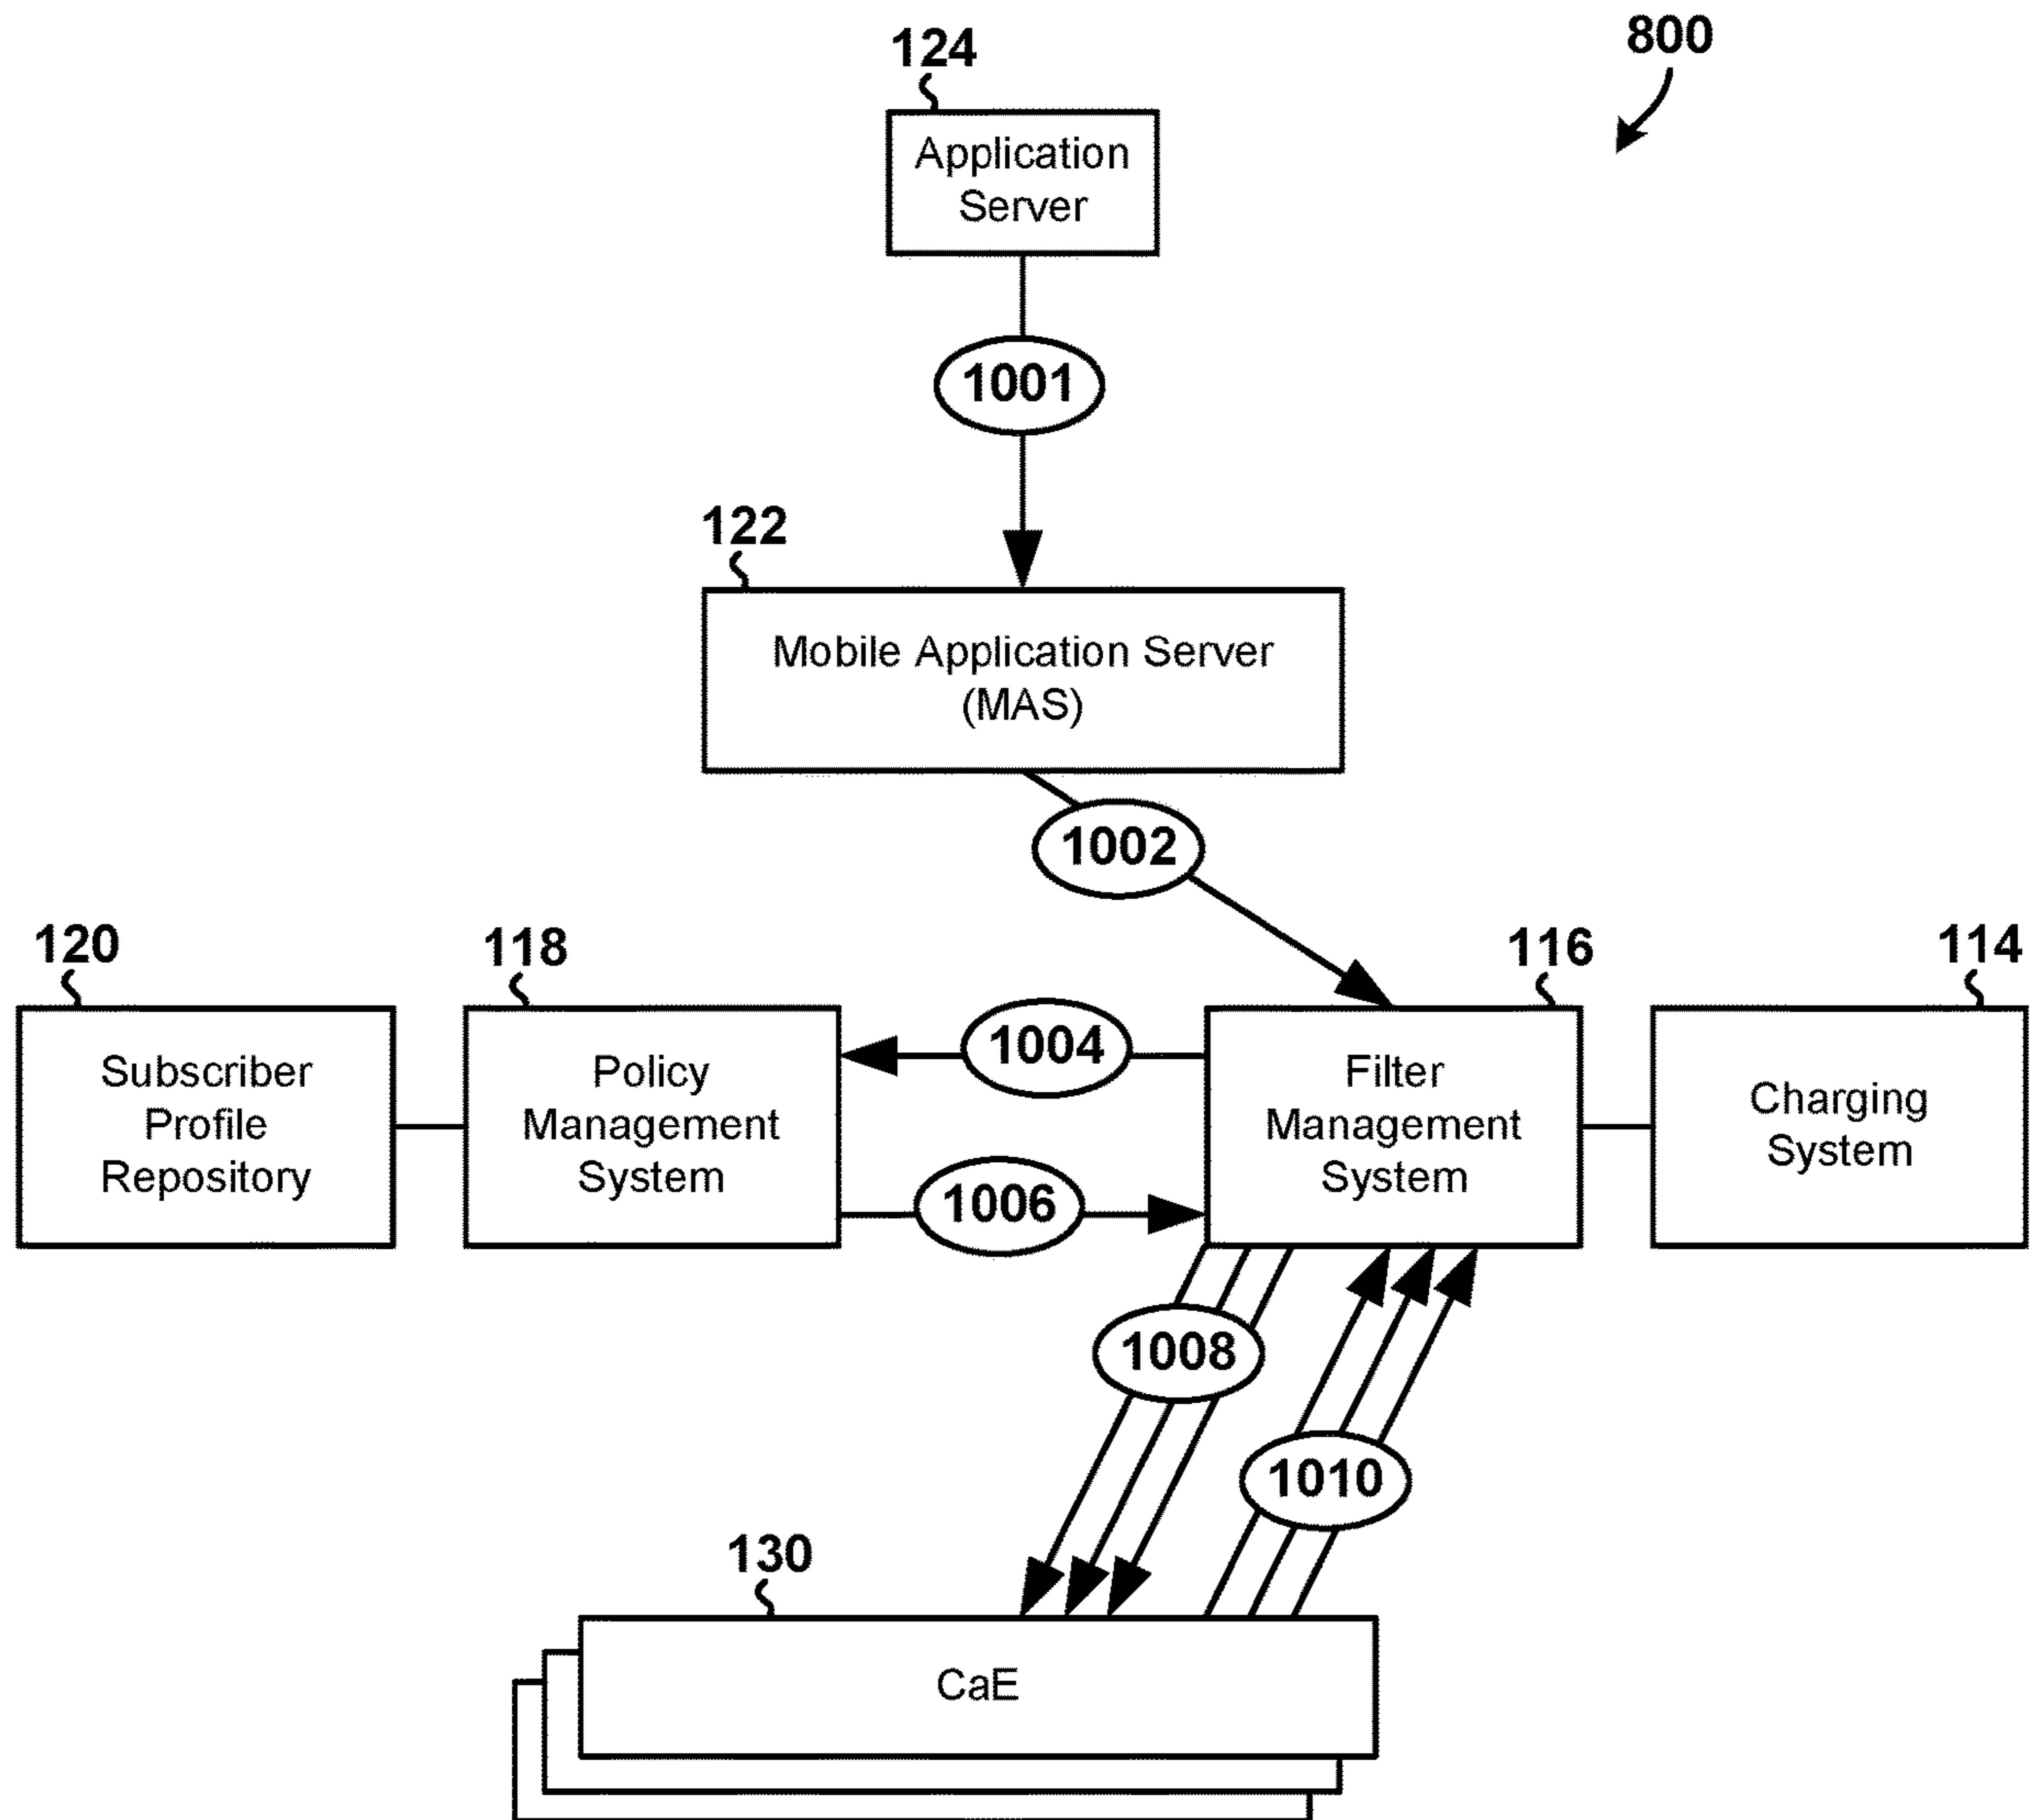 800
124
Application
Server
1001
122
Mobile Application Server
(MAS)
1002
120
118
116
114
Subscriber
Profile
Repository
Policy
Management
System
1004
1006
Filter
Management
System
Charging
System
1008
1010
130
CaE